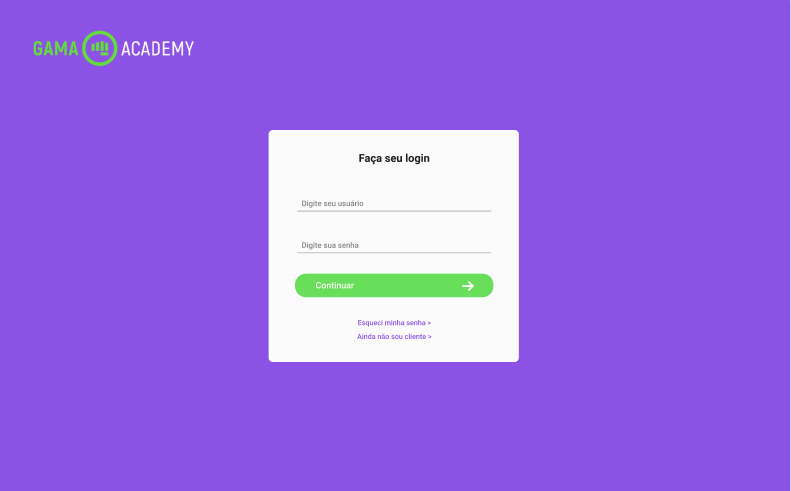 GAMA ACADEMY
Faça seu login
Digite seu usuário
Digite sua senha
Continuar
Esqueci minha senha >
Ainda não sou cliente >